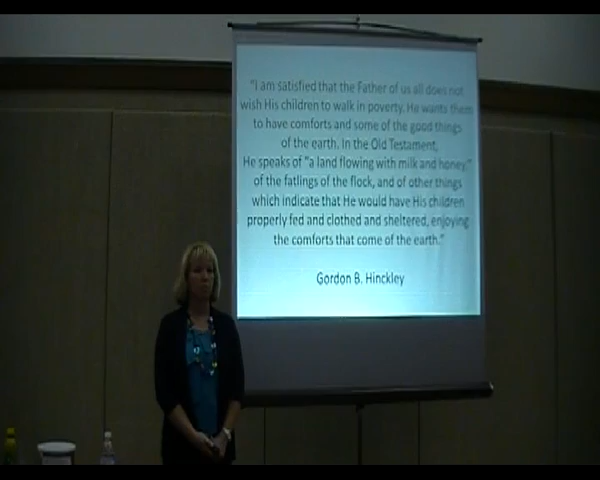 "I am satisfied that the Father of us all does not
wish His children to walk in poverty. He wants them
to have comforts and some of the good things
of the earth. In the Old Testament,
He speaks of "a land flowing with milk and honey"
of the fatlings of the flock, and of other things
which indicate that He would have His children
properly fed and clothed and sheltered, enjoying
the comforts that come of the earth."
Gordon B. Hinckley